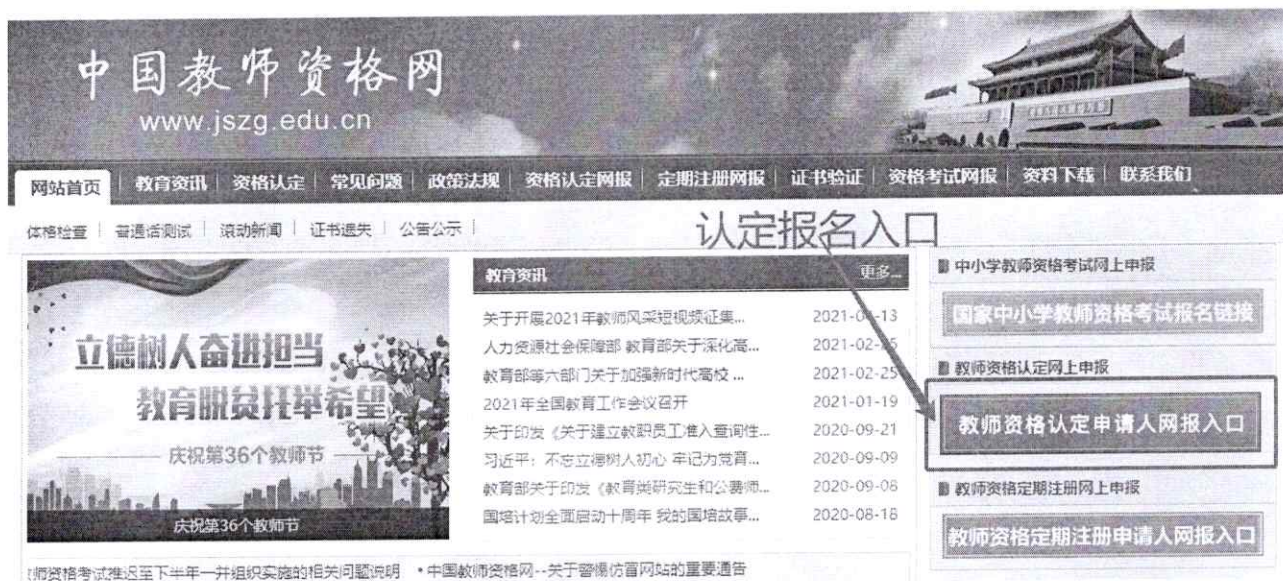 中国教师资格网
www.jszg.edu.cn
网站首页 教育资讯 资格认定 常见问题 政策法规 资格认定网报 定期注册网报 证书验证 资格考试网报 资料下载 联系我们
体格检查 普通话测试 滚动新闻 证书遗失 公告公示
认定报名入口
立德树人奋进担当
教育脱贫托举希望
庆祝第36个教师节
庆祝第36个教师节
教育资讯 更多...
关于开展2021年教师风采短视频征集... 2021-0 -13
人力资源社会保障部 教育部关于深化高... 2021-02-
教育部等六部门关于加强新时代高校 ... 2021-02-25
2021年全国教育工作会议召开 2021-01-19
关于印发《关于建立教职员工准入查询性... 2020-09-21
习近平：不忘立德树人初心 牢记为党育... 2020-09-09
教育部关于印发《教育类研究生和公费师... 2020-09-08
国培计划全面启动十周年 我的国培故事... 2020-08-18
中小学教师资格考试网上申报
国家中小学教师资格考试报名链接
教师资格认定网上申报
教师资格认定申请人网报入口
教师资格定期注册网上申报
教师资格定期注册申请人网报入口
师资格考试推迟至下半年一并组织实施的相关问题说明 •中国教师资格网--关于警惕仿冒网站的重要通告